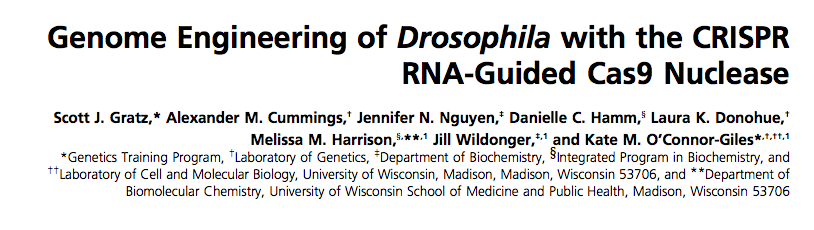 Genome Engineering of Drosophila with the CRISPR
RNA-Guided Cas9 Nuclease
Scott J. Gratz,* Alexander M. Cummings,† Jennifer N. Nguyen,‡ Danielle C. Hamm,§ Laura K. Donohue,†
Melissa M. Harrison,§,**,1 Jill Wildonger,‡,1 and Kate M. O’Connor-Giles*,†,††,1
*Genetics Training Program, †Laboratory of Genetics, ‡Department of Biochemistry, §Integrated Program in Biochemistry, and
††Laboratory of Cell and Molecular Biology, University of Wisconsin, Madison, Madison, Wisconsin 53706, and **Department of
Biomolecular Chemistry, University of Wisconsin School of Medicine and Public Health, Madison, Wisconsin 53706